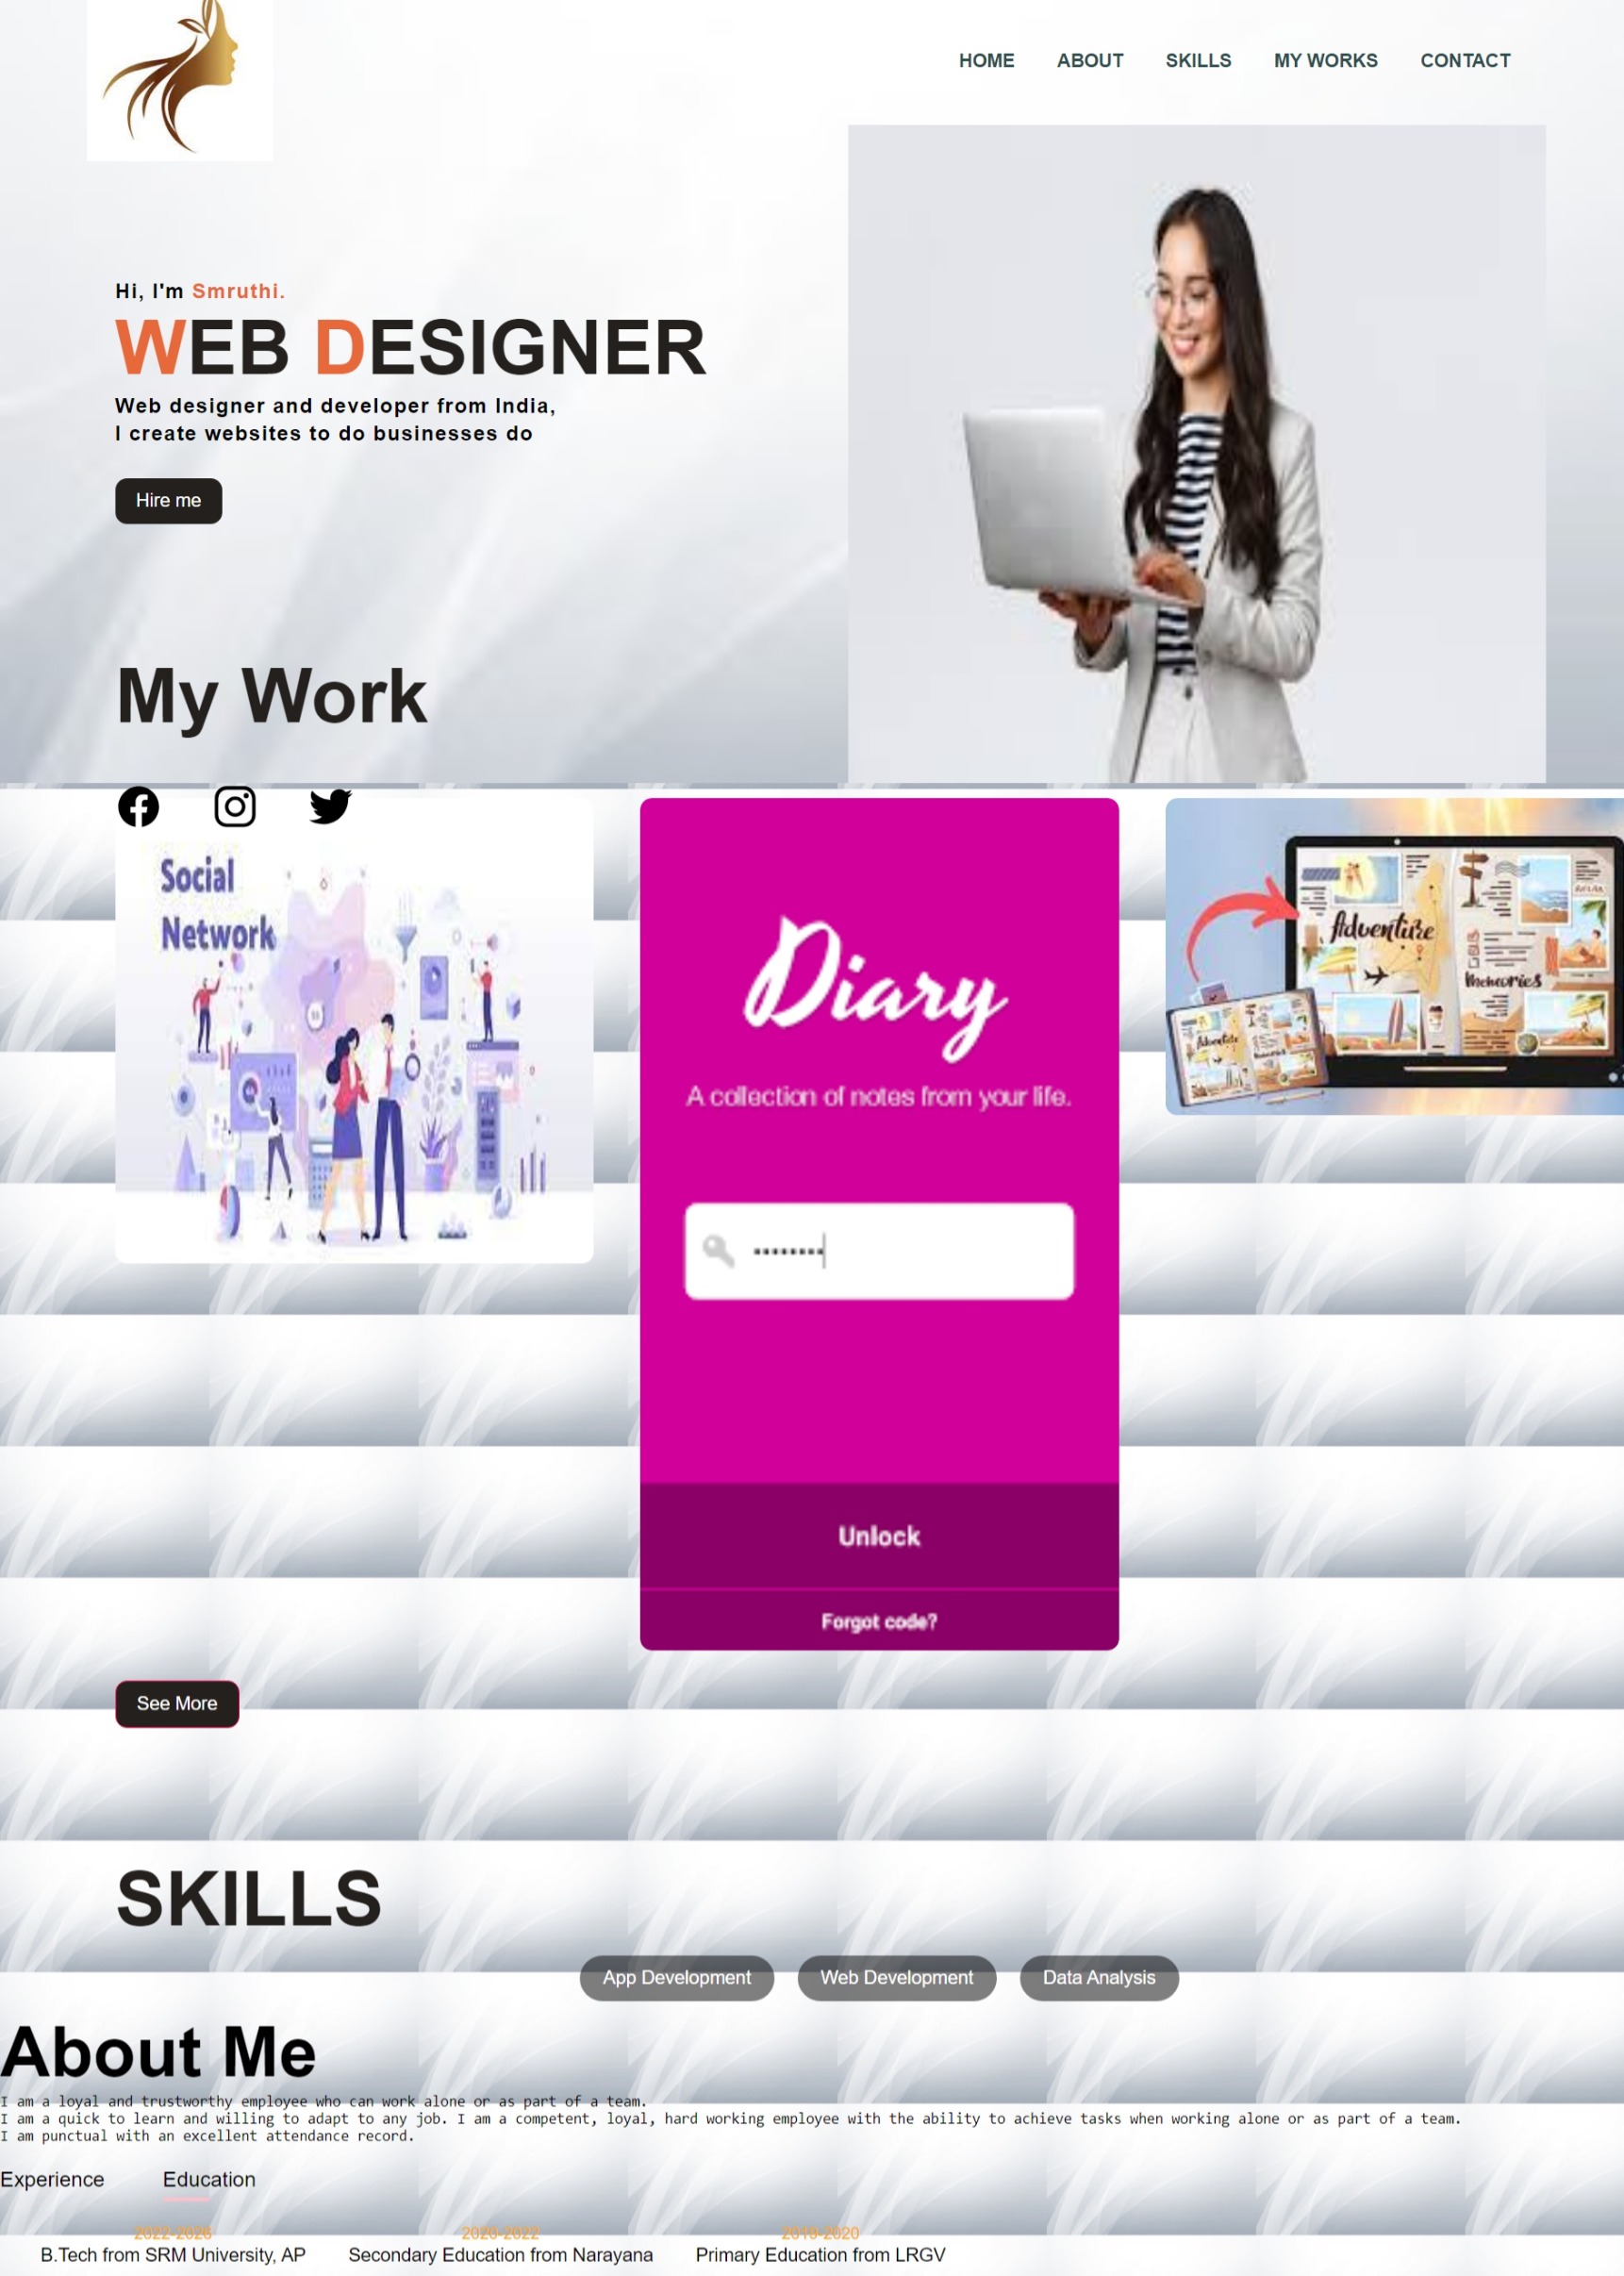 HOME ABOUT SKILLS MY WORKS CONTACT
Hi, I'm Smruthi.
WEB DESIGNER
Web designer and developer from India,
I create websites to do businesses do
Hire me
My Work
Social
Network
Diary
A collection of notes from your life.
Unlock
Forgot code?
Adventure
Memories
Adventure
See More
SKILLS
App Development Web Development Data Analysis
About Me
I am a loyal and trustworthy employee who can work alone or as part of a team.
I am a quick to learn and willing to adapt to any job. I am a competent, loyal, hard working employee with the ability to achieve tasks when working alone or as part of a team.
I am punctual with an excellent attendance record.
Experience Education
2022-2026 2020-2022 2019-2020
B.Tech from SRM University, AP Secondary Education from Narayana Primary Education from LRGV